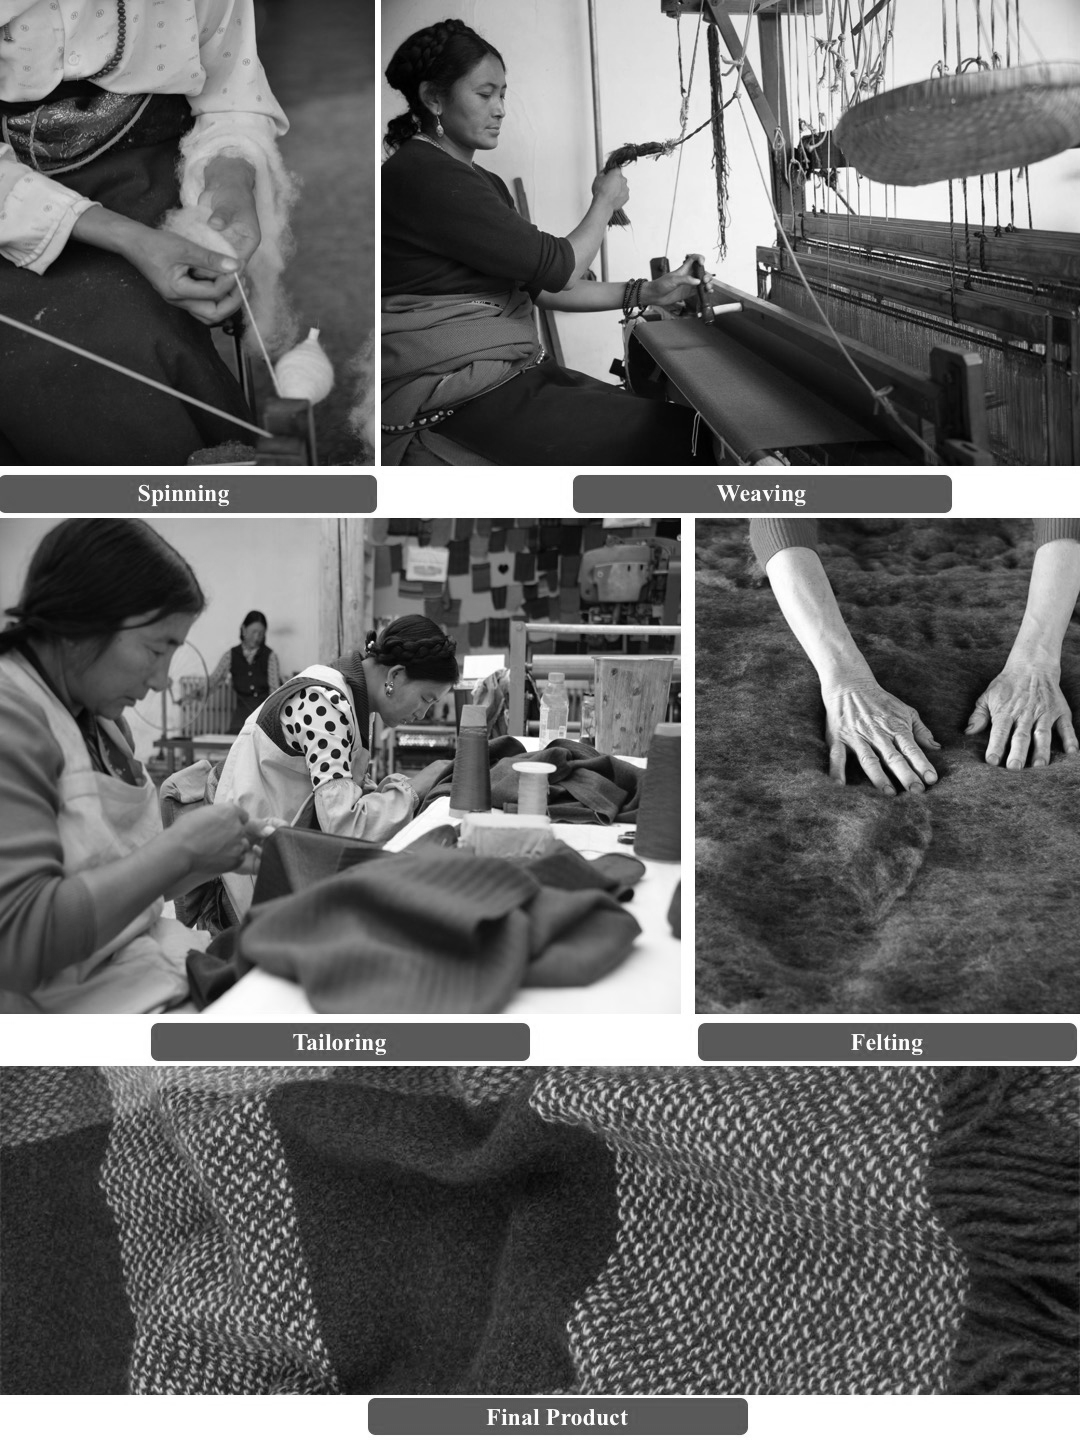 Spinning
Weaving
Tailoring
Felting
Final Product